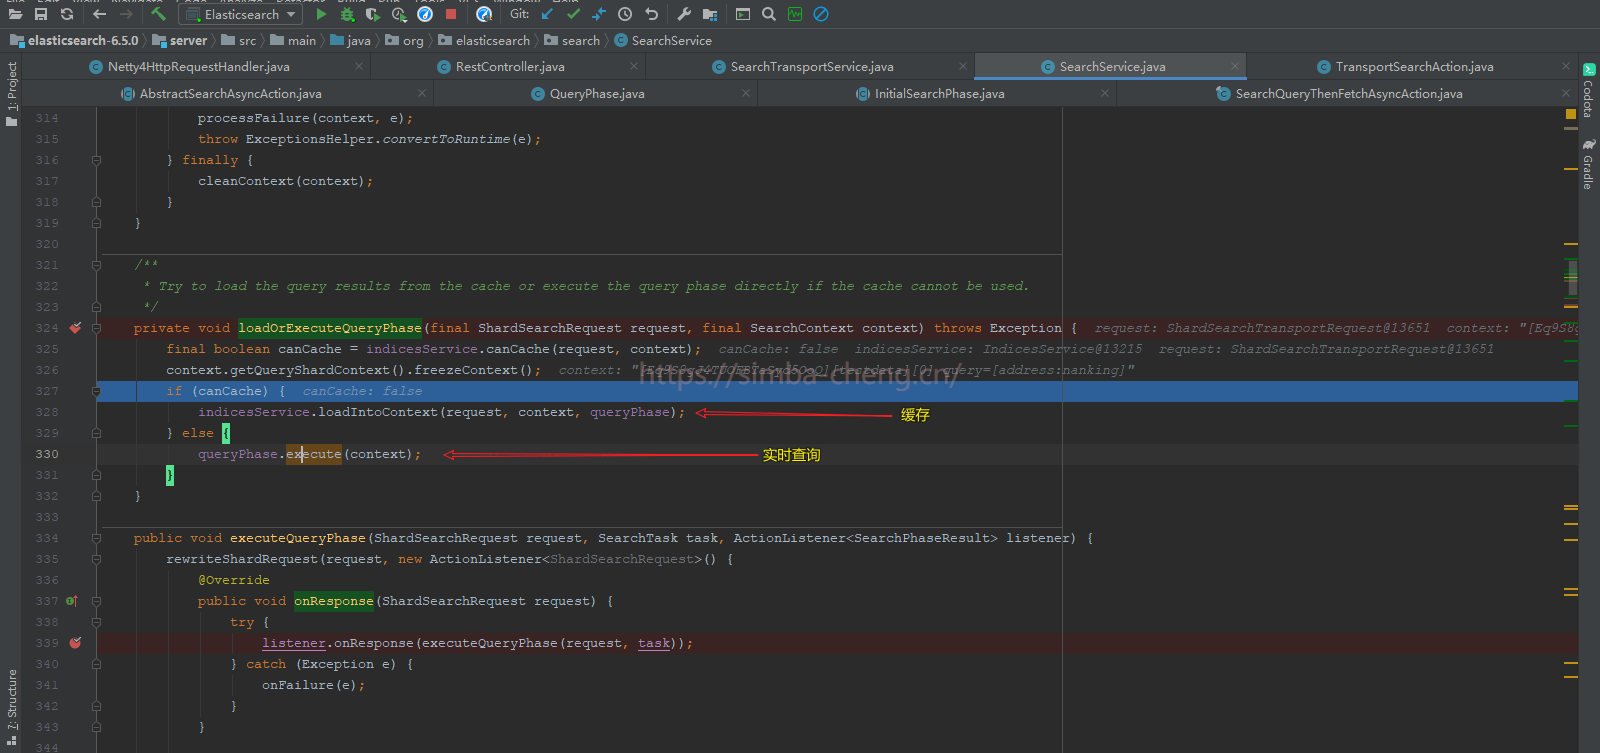 Elasticsearch
Git:
elasticsearch-6.5.0 server src main java org elasticsearch search SearchService
Netty4HttpRequestHandler.java RestController.java SearchTransportService.java SearchService.java TransportSearchAction.java
AbstractSearchAsyncAction.java QueryPhase.java InitialSearchPhase.java SearchQueryThenFetchAsyncAction.java
1: Project
7: Structure
Codota
Gradle
314 processFailure(context, e);
315 throw ExceptionsHelper.convertToRuntime(e);
316 } finally {
317 cleanContext(context);
318 }
319 }
320
321 /**
322 * Try to load the query results from the cache or execute the query phase directly if the cache cannot be used.
323 */
324 private void loadOrExecuteQueryPhase(final ShardSearchRequest request, final SearchContext context) throws Exception { request: ShardSearchTransportRequest@13651 context: "[Eq9S8q
325 final boolean canCache = indicesService.canCache(request, context); canCache: false indicesService: IndicesService@13215 request: ShardSearchTransportRequest@13651
326 context.getQueryShardContext().freezeContext(); context: [testdata][0] query=[address:nanking]"
https://simba-cheng.en/
327 if (canCache) { canCache: false
328 indicesService.loadIntoContext(request, context, queryPhase); 缓存
329 } else {
330 queryPhase.execute(context); 实时查询
331 }
332 }
333
334 public void executeQueryPhase(ShardSearchRequest request, SearchTask task, ActionListener<SearchPhaseResult> listener) {
335 rewriteShardRequest(request, new ActionListener<ShardSearchRequest>() {
336 @Override
337 public void onResponse(ShardSearchRequest request) {
338 try {
339 listener.onResponse(executeQueryPhase(request, task));
340 } catch (Exception e) {
341 onFailure(e);
342 }
343 }
344